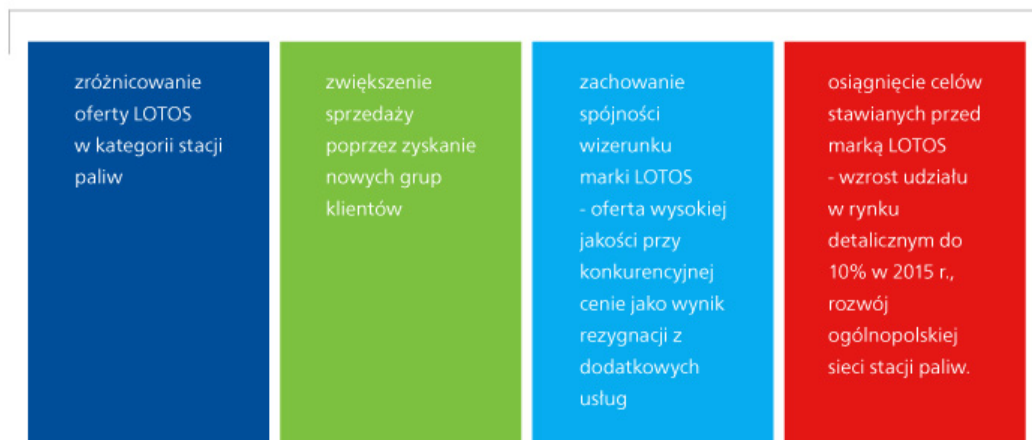 zróżnicowanie
oferty LOTOS
w kategorii stacji
paliw
zwiększenie
sprzedaży
poprzez zyskanie
nowych grup
klientów
zachowanie
spójności
wizerunku
marki LOTOS
- oferta wysokiej
jakości przy
konkurencyjnej
cenie jako wynik
rezygnacji z
dodatkowych
usług
osiągnięcie celów
stawianych przed
marką LOTOS
- wzrost udziału
w rynku
detalicznym do
10% w 2015 r.,
rozwój
ogólnopolskiej
sieci stacji paliw.